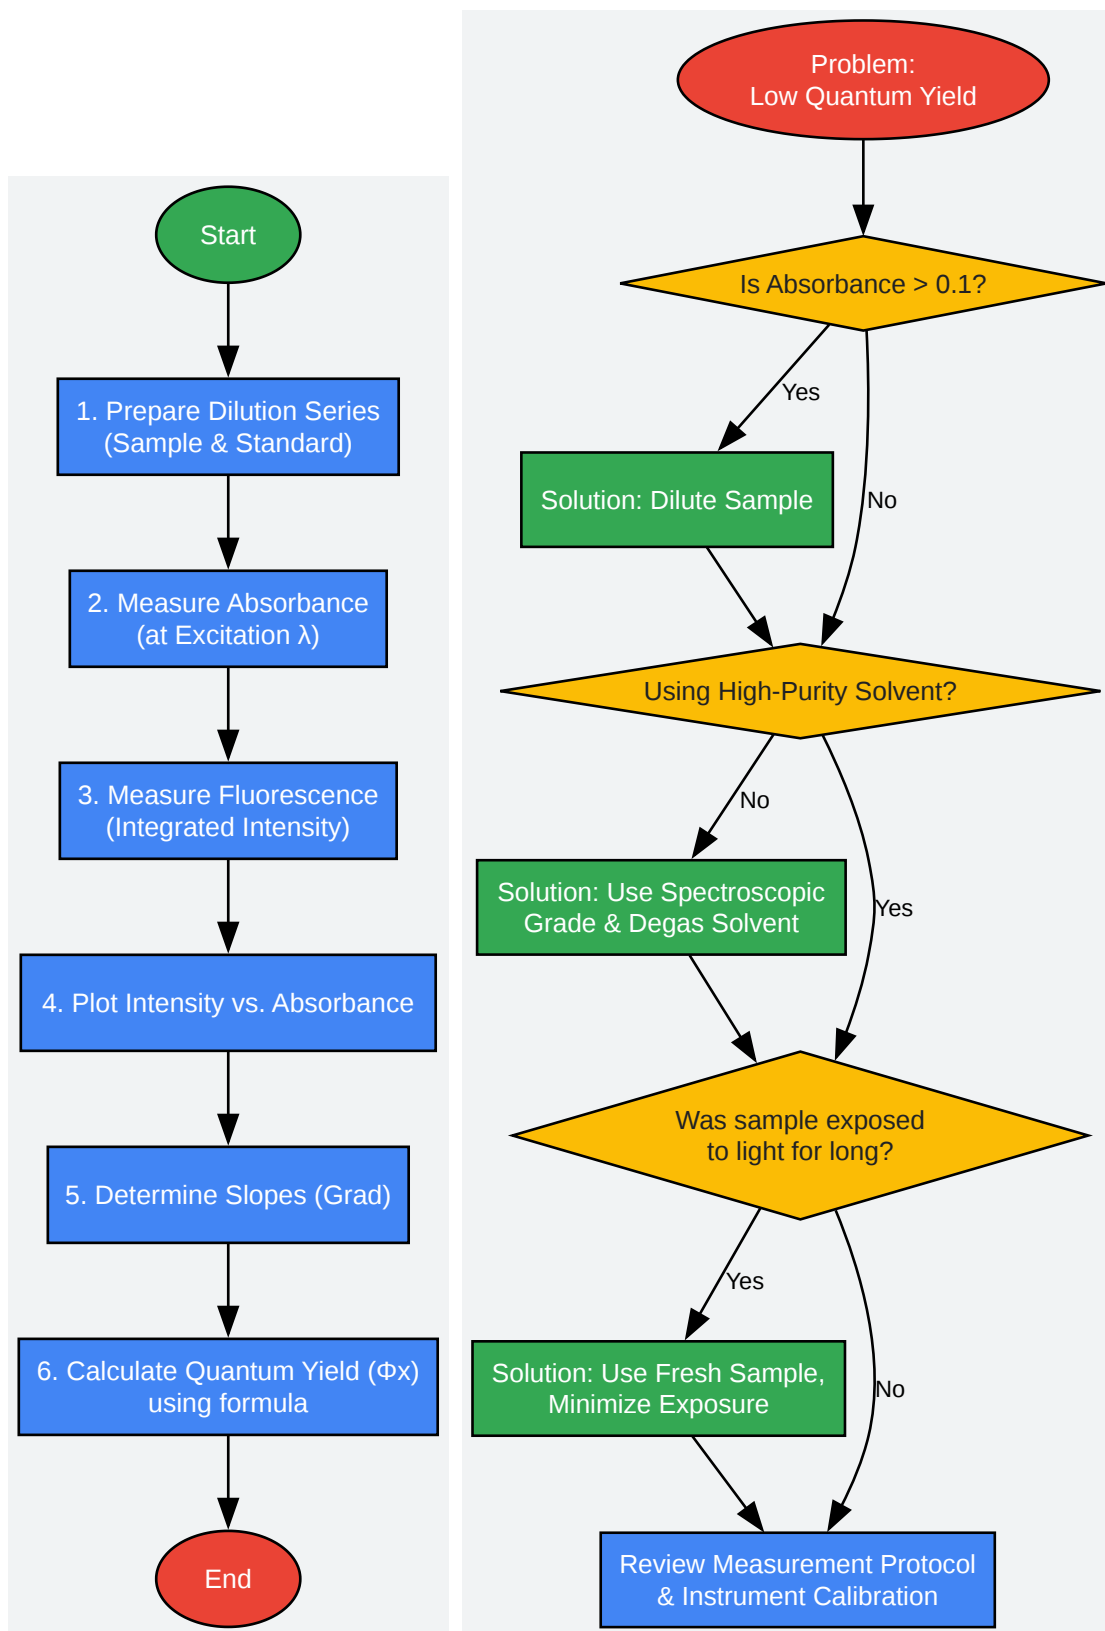 Start
1. Prepare Dilution Series
(Sample & Standard)
2. Measure Absorbance
(at Excitation λ)
3. Measure Fluorescence
(Integrated Intensity)
4. Plot Intensity vs. Absorbance
5. Determine Slopes (Grad)
6. Calculate Quantum Yield (Φx)
using formula
End
Problem:
Low Quantum Yield
Is Absorbance > 0.1?
Yes
Solution: Dilute Sample
No
Using High-Purity Solvent?
No
Solution: Use Spectroscopic
Grade & Degas Solvent
Yes
Was sample exposed
to light for long?
Yes
Solution: Use Fresh Sample,
Minimize Exposure
No
Review Measurement Protocol
& Instrument Calibration